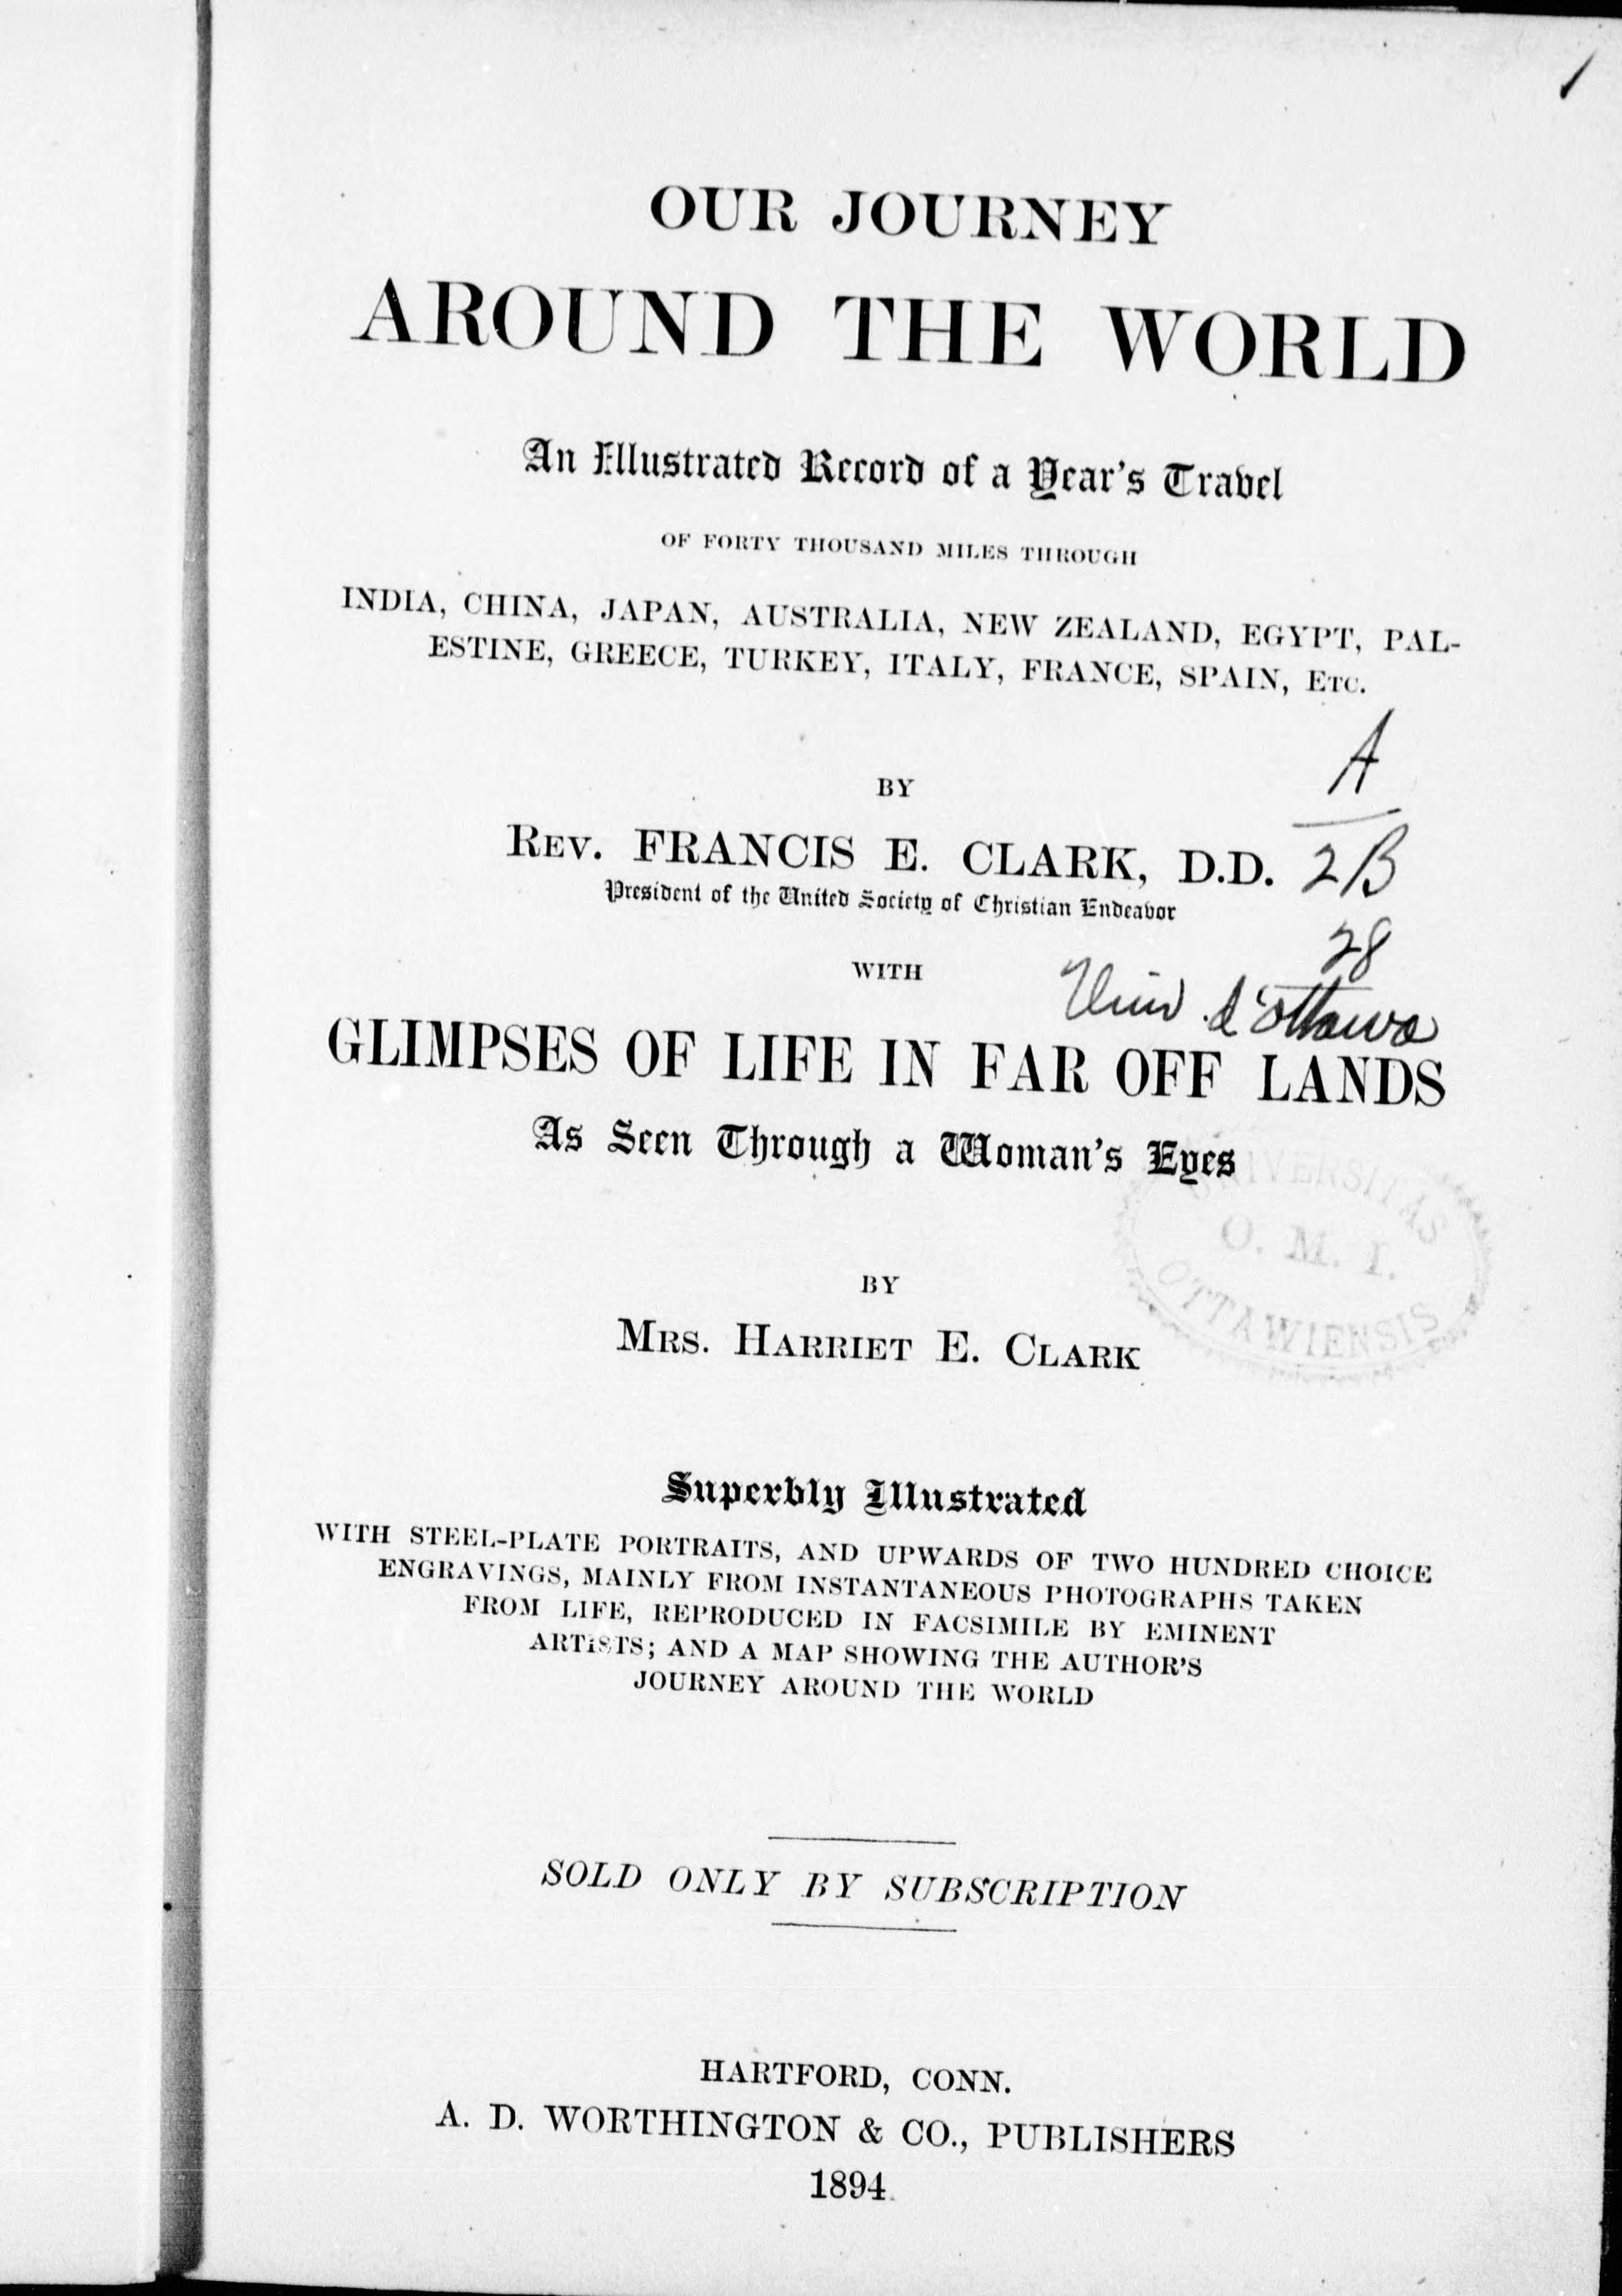 OUR JOURNEY
AROUND THE WORLD
An Illustrated Record of a Year's Travel
OF FORTY THOUSAND MILES THROUGH
INDIA, CHINA, JAPAN, AUSTRALIA, NEW ZEALAND, EGYPT, PAL-
ESTINE, GREECE, TURKEY, ITALY, FRANCE, SPAIN, ETC.
A
BY
REV. FRANCIS E. CLARK, D.D.
2B
President of the United Society of Christian Endeavor
28
WITH
Univ. d'Ottawa
GLIMPSES OF LIFE IN FAR OFF LANDS
As Seen Through a Woman's Eyes
UNIVERSITAS
O. M. I.
OTTAWIENSIS
BY
MRS. HARRIET E. CLARK
Superbly Illustrated
WITH STEEL-PLATE PORTRAITS, AND UPWARDS OF TWO HUNDRED CHOICE
ENGRAVINGS, MAINLY FROM INSTANTANEOUS PHOTOGRAPHS TAKEN
FROM LIFE, REPRODUCED IN FACSIMILE BY EMINENT
ARTISTS; AND A MAP SHOWING THE AUTHOR'S
JOURNEY AROUND THE WORLD
SOLD ONLY BY SUBSCRIPTION
HARTFORD, CONN.
A. D. WORTHINGTON & CO., PUBLISHERS
1894